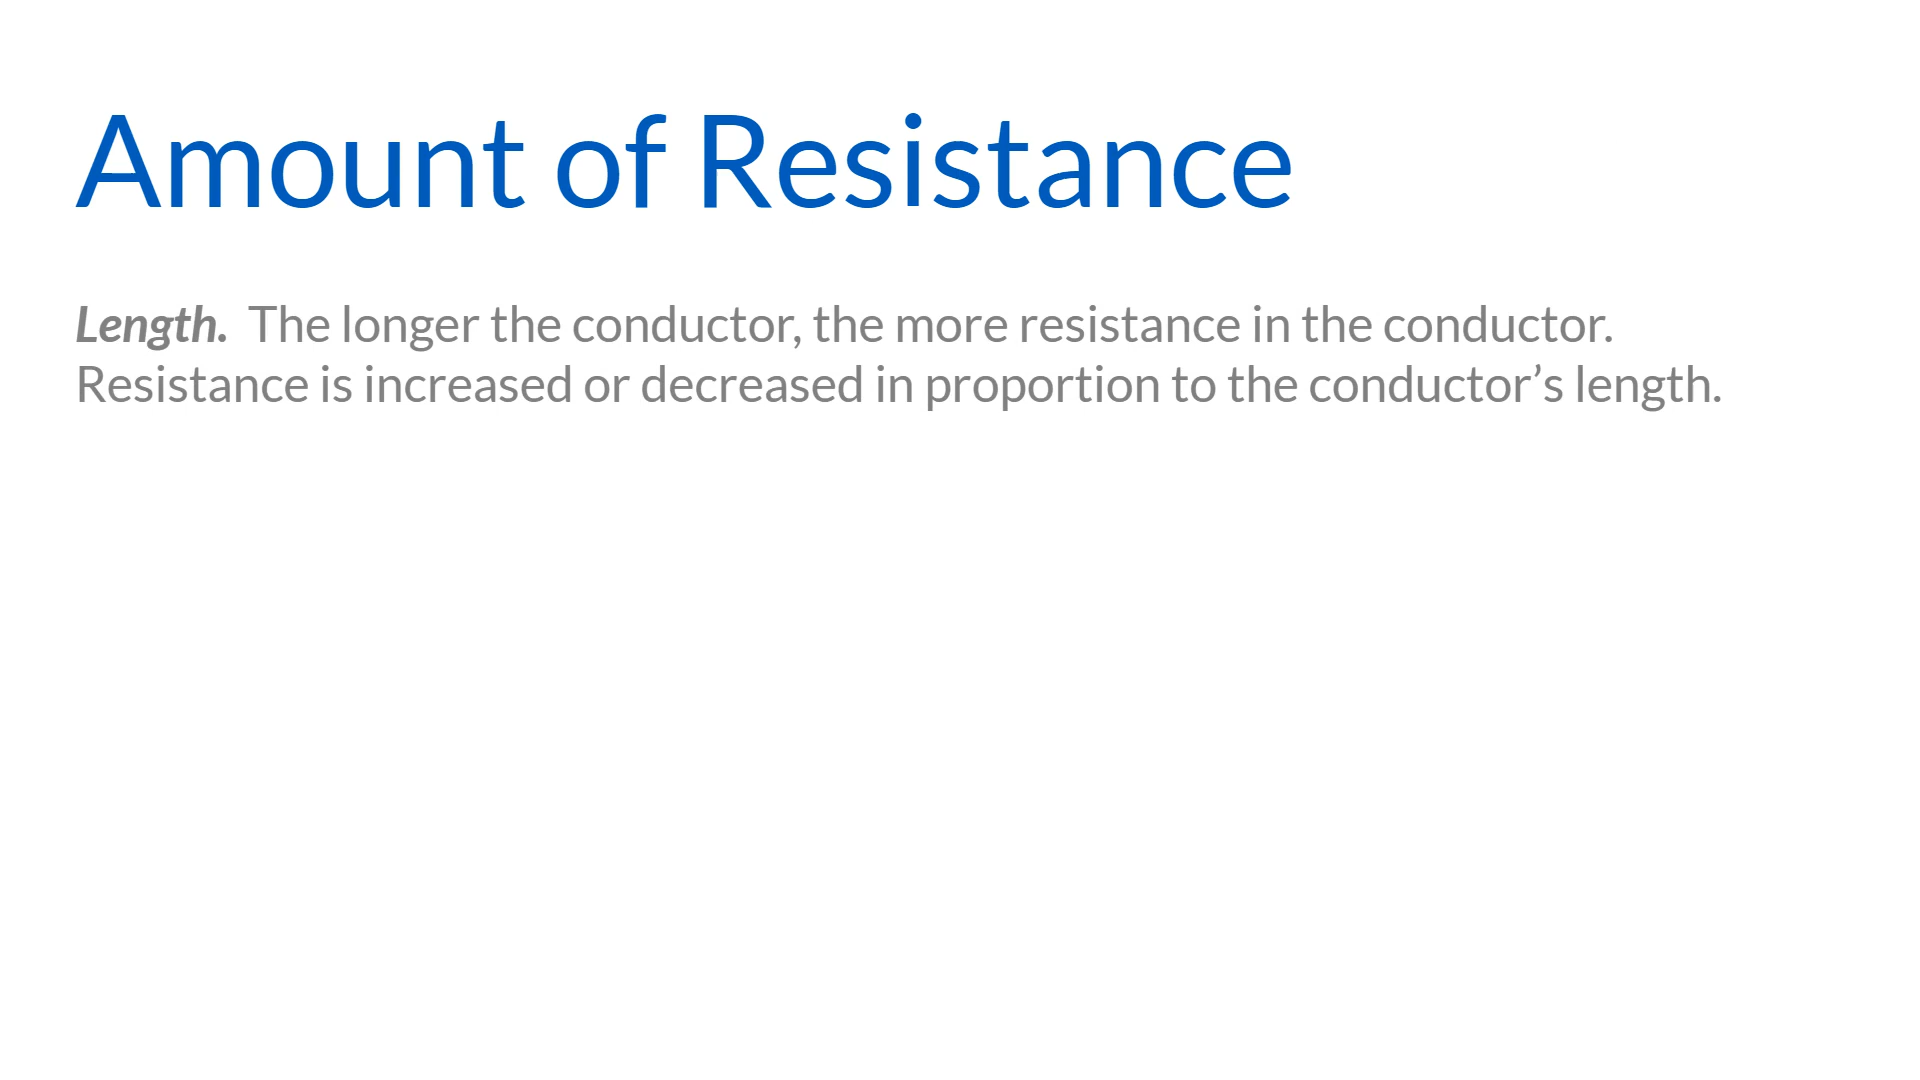 Amount of Resistance
Length. The longer the conductor, the more resistance in the conductor.
Resistance is increased or decreased in proportion to the conductor’s length.